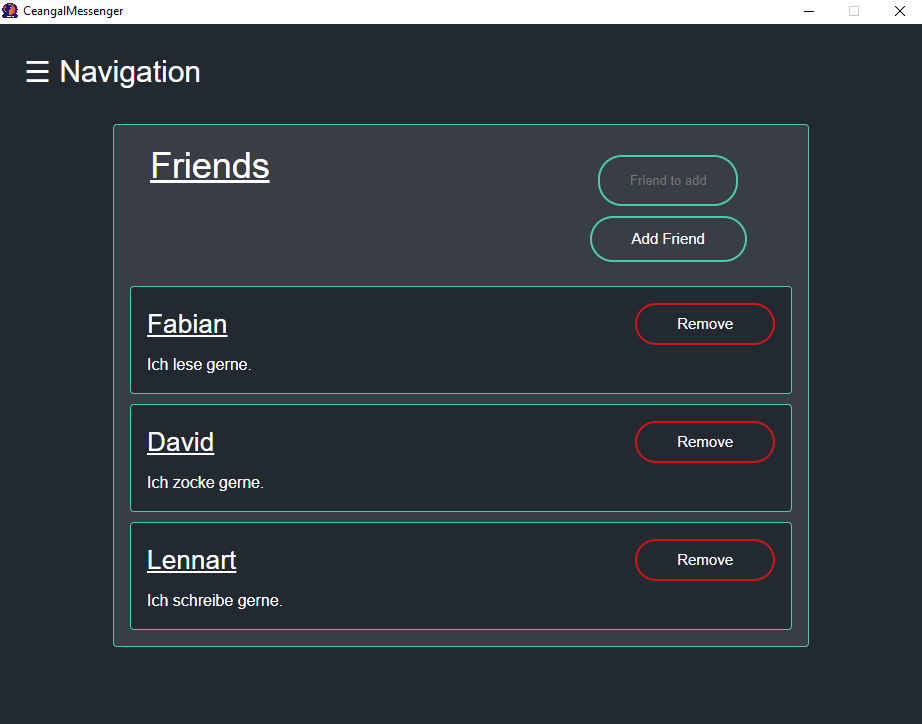 CeangalMessenger
☰ Navigation
Friends
Friend to add
Add Friend
Fabian
Remove
Ich lese gerne.
David
Remove
Ich zocke gerne.
Lennart
Remove
Ich schreibe gerne.